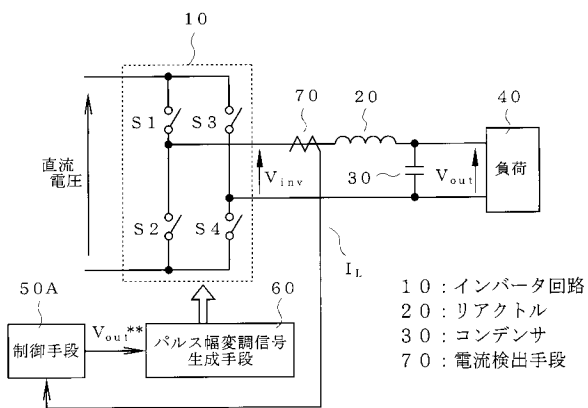 10
70
20
40
S1
S3
直流
電圧
V_inv
30
V_out
負荷
S2
S4
I_L
50A
60
制御手段
V_out**
パルス幅変調信号
生成手段
10：インバータ回路
20：リアクトル
30：コンデンサ
70：電流検出手段